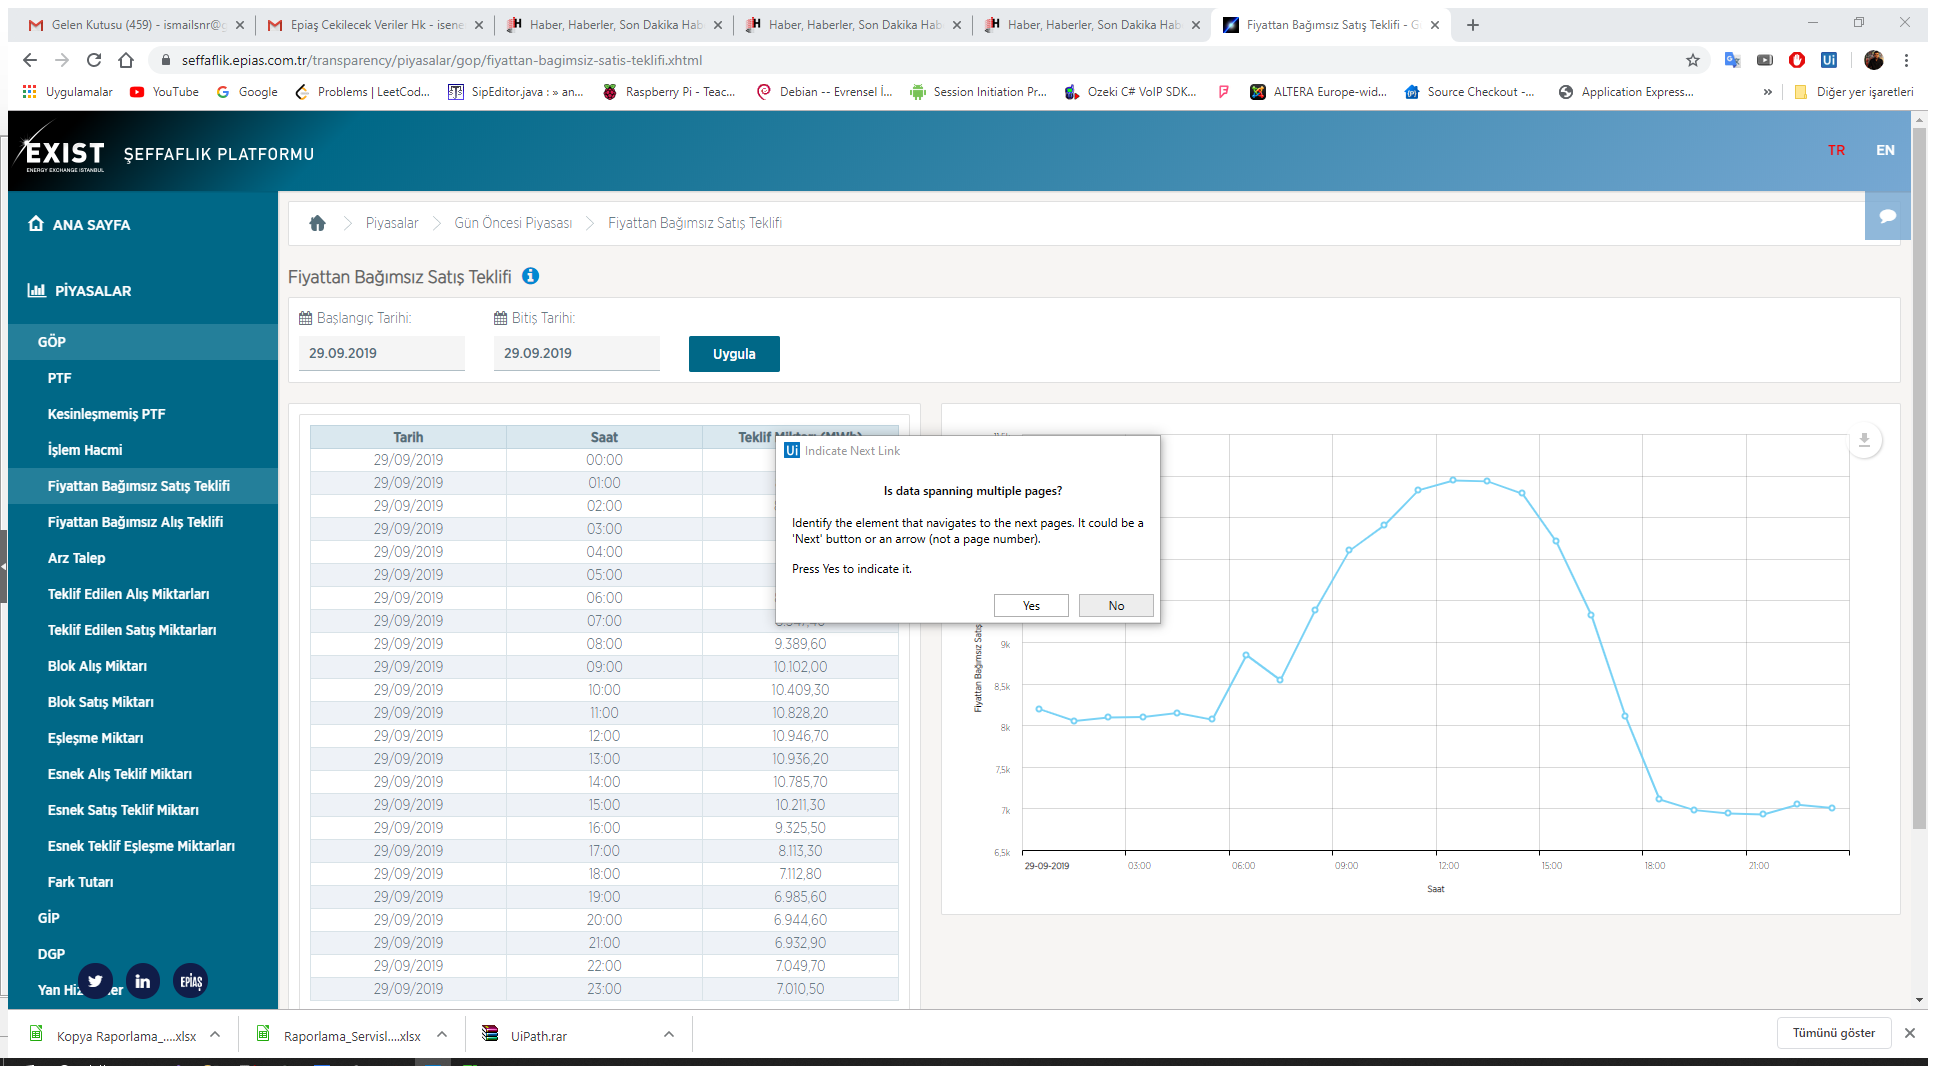 Gelen Kutusu (459) - ismailsnr@g
Epiaş Cekilecek Veriler Hk - isene
Haber, Haberler, Son Dakika Hab
Haber, Haberler, Son Dakika Hab
Haber, Haberler, Son Dakika Hab
Fiyattan Bağımsız Satış Teklifi - G
seffaflik.epias.com.tr/transparency/piyasalar/gop/fiyattan-bagimsiz-satis-teklifi.xhtml
Uygulamalar
YouTube
Google
Problems | LeetCod...
SipEditor.java : » an...
Raspberry Pi - Teac...
Debian -- Evrensel İ...
Session Initiation Pr...
Ozeki C# VoIP SDK...
ALTERA Europe-wid...
Source Checkout -...
Application Express...
»
Diğer yer işaretleri
EXIST
ENERGY EXCHANGE ISTANBUL
ŞEFFAFLIK PLATFORMU
TR
EN
ANA SAYFA
PİYASALAR
GÖP
PTF
Kesinleşmemiş PTF
İşlem Hacmi
Fiyattan Bağımsız Satış Teklifi
Fiyattan Bağımsız Alış Teklifi
Arz Talep
Teklif Edilen Alış Miktarları
Teklif Edilen Satış Miktarları
Blok Alış Miktarı
Blok Satış Miktarı
Eşleşme Miktarı
Esnek Alış Teklif Miktarı
Esnek Satış Teklif Miktarı
Esnek Teklif Eşleşme Miktarları
Fark Tutarı
GİP
DGP
Yan Hiz er
in
EPİAŞ
Piyasalar
Gün Öncesi Piyasası
Fiyattan Bağımsız Satış Teklifi
Fiyattan Bağımsız Satış Teklifi
Başlangıç Tarihi:
Bitiş Tarihi:
29.09.2019
29.09.2019
Uygula
Tarih Saat Teklif Miktarı (MWh)
29/09/2019 00:00
29/09/2019 01:00
29/09/2019 02:00
29/09/2019 03:00
29/09/2019 04:00
29/09/2019 05:00
29/09/2019 06:00
29/09/2019 07:00
29/09/2019 08:00 9.389,60
29/09/2019 09:00 10.102,00
29/09/2019 10:00 10.409,30
29/09/2019 11:00 10.828,20
29/09/2019 12:00 10.946,70
29/09/2019 13:00 10.936,20
29/09/2019 14:00 10.785,70
29/09/2019 15:00 10.211,30
29/09/2019 16:00 9.325,50
29/09/2019 17:00 8.113,30
29/09/2019 18:00 7.112,80
29/09/2019 19:00 6.985,60
29/09/2019 20:00 6.944,60
29/09/2019 21:00 6.932,90
29/09/2019 22:00 7.049,70
29/09/2019 23:00 7.010,50
Ui Indicate Next Link
Is data spanning multiple pages?
Identify the element that navigates to the next pages. It could be a
'Next' button or an arrow (not a page number).
Press Yes to indicate it.
Yes
No
Fiyattan Bağımsız Satış
9k
8,5k
8k
7,5k
7k
6,5k
29-09-2019
03:00
06:00
09:00
12:00
15:00
18:00
21:00
Saat
Kopya Raporlama_....xlsx
Raporlama_Servisl....xlsx
UiPath.rar
Tümünü göster